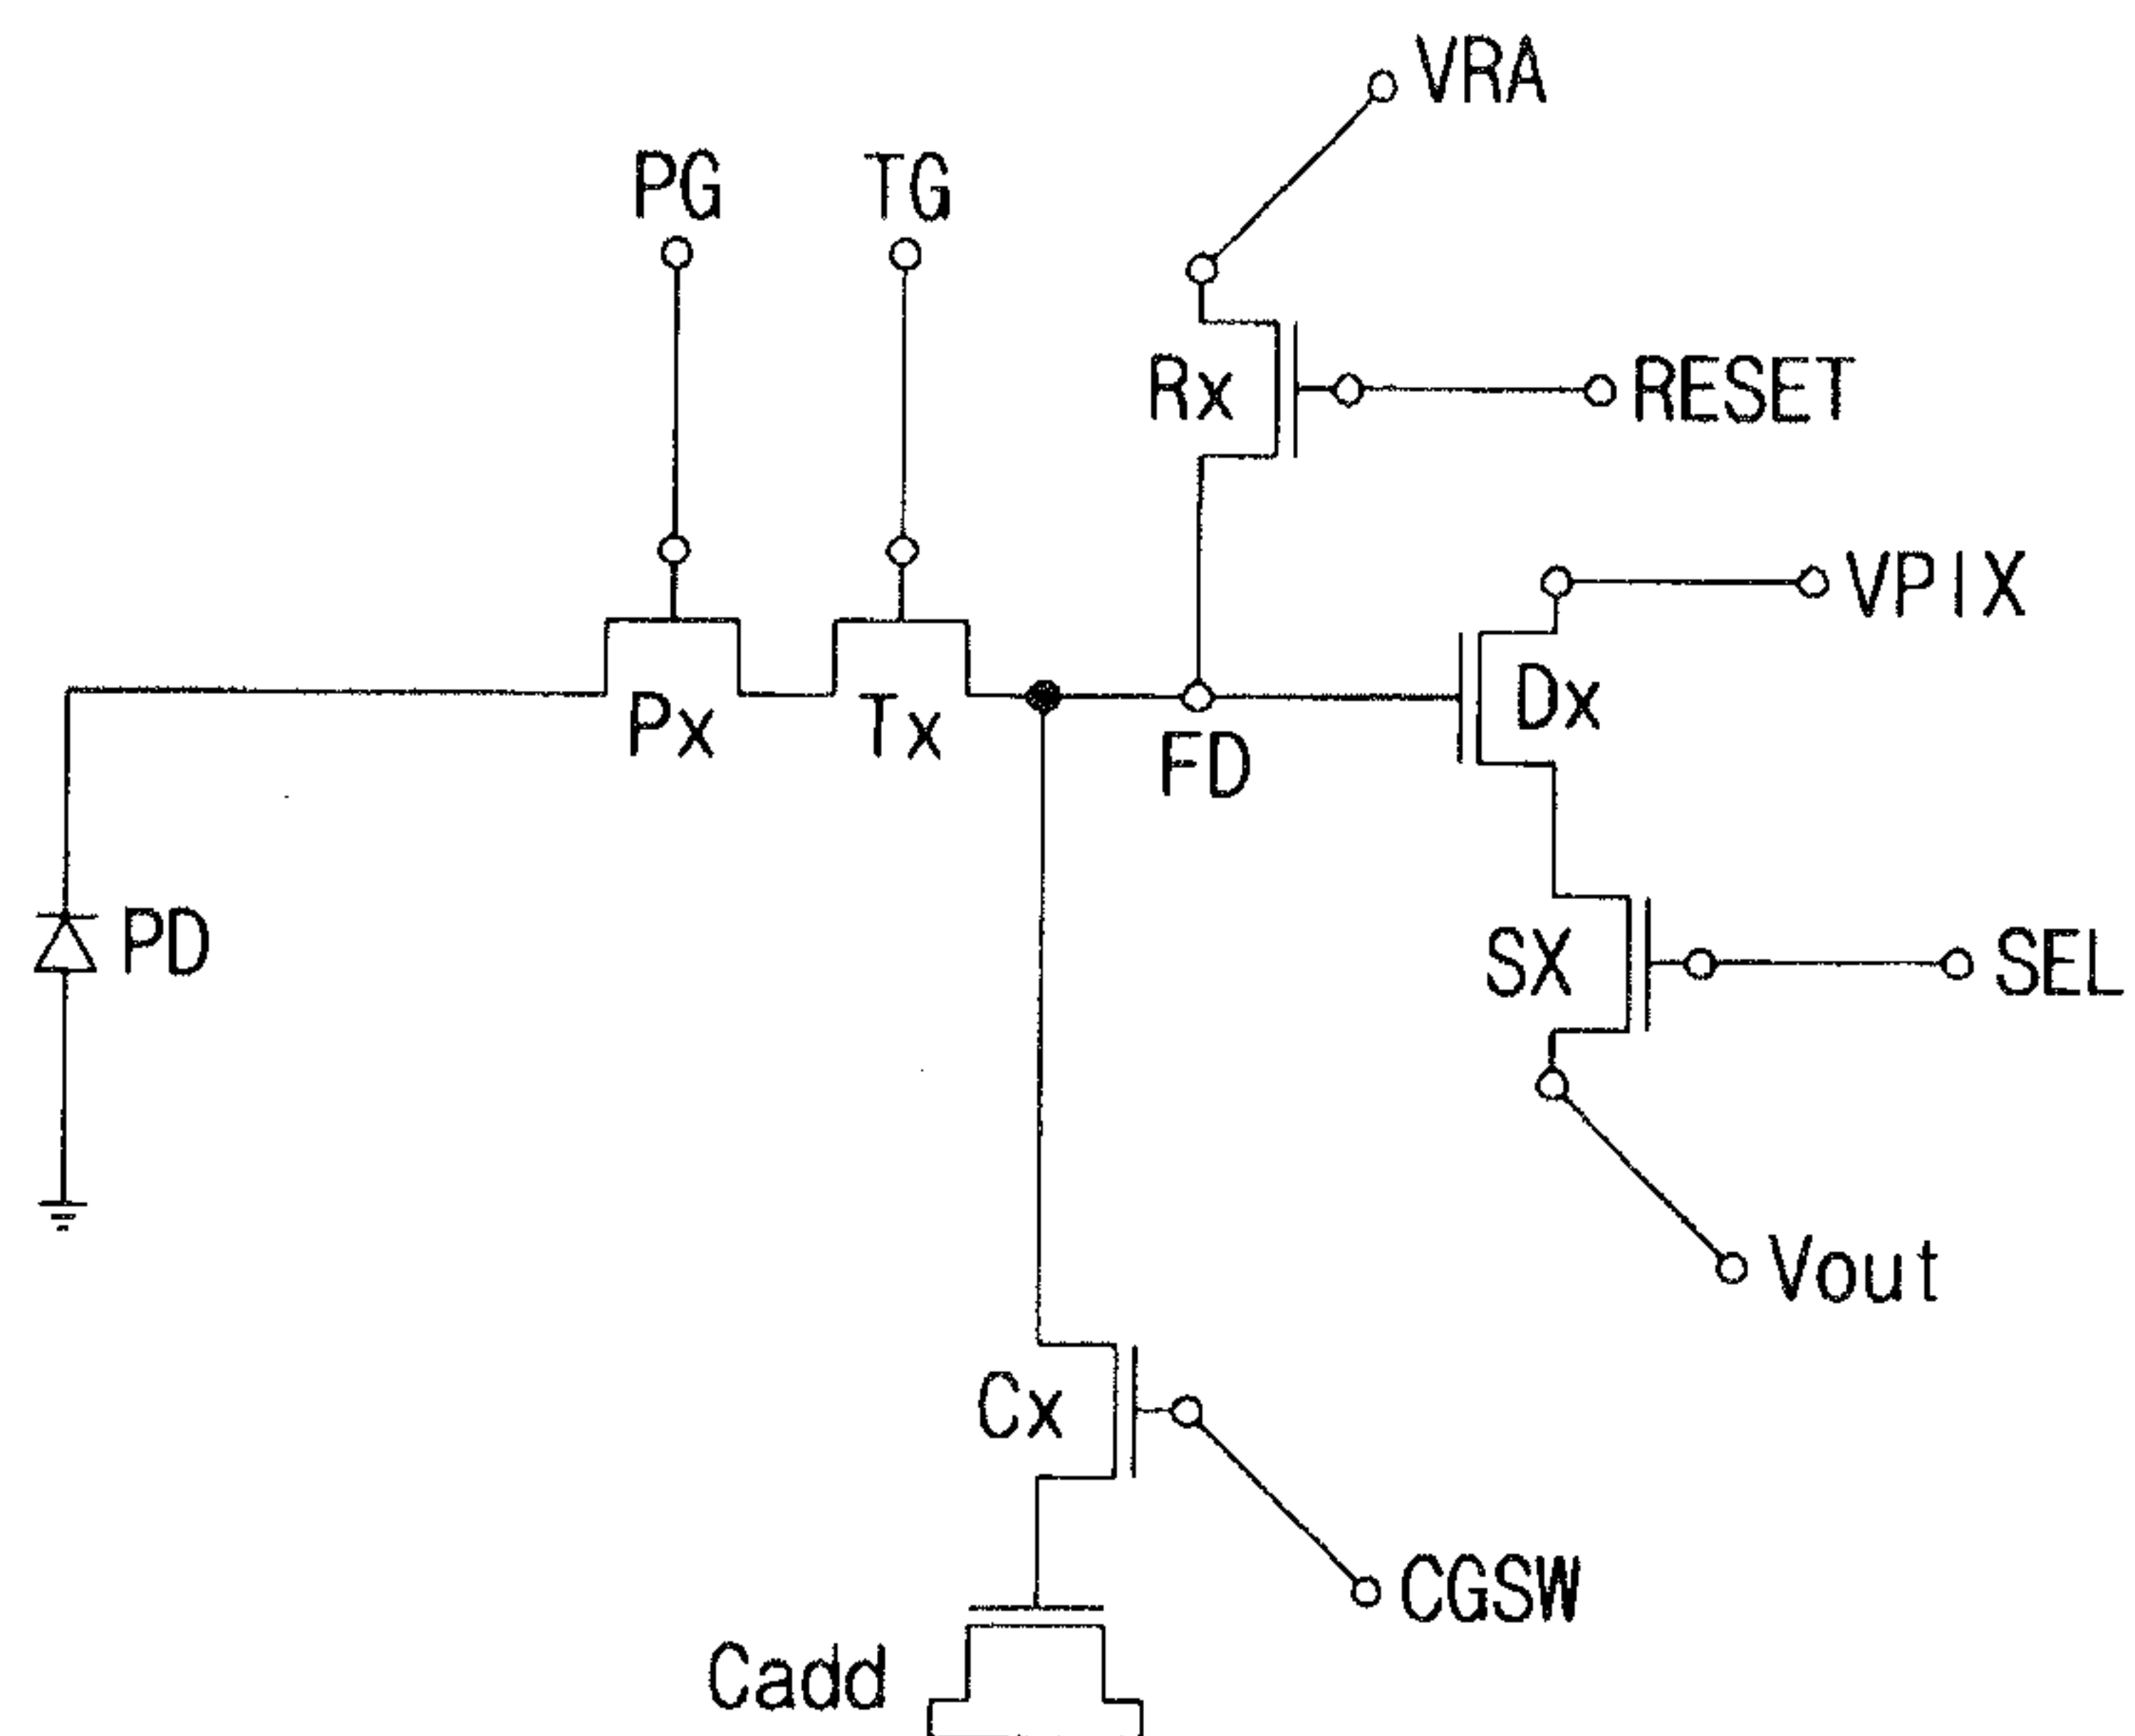 VRA
PG
TG
Rx
RESET
VPIX
Px
Tx
Dx
FD
PD
SX
SEL
Vout
Cx
CGSW
Cadd